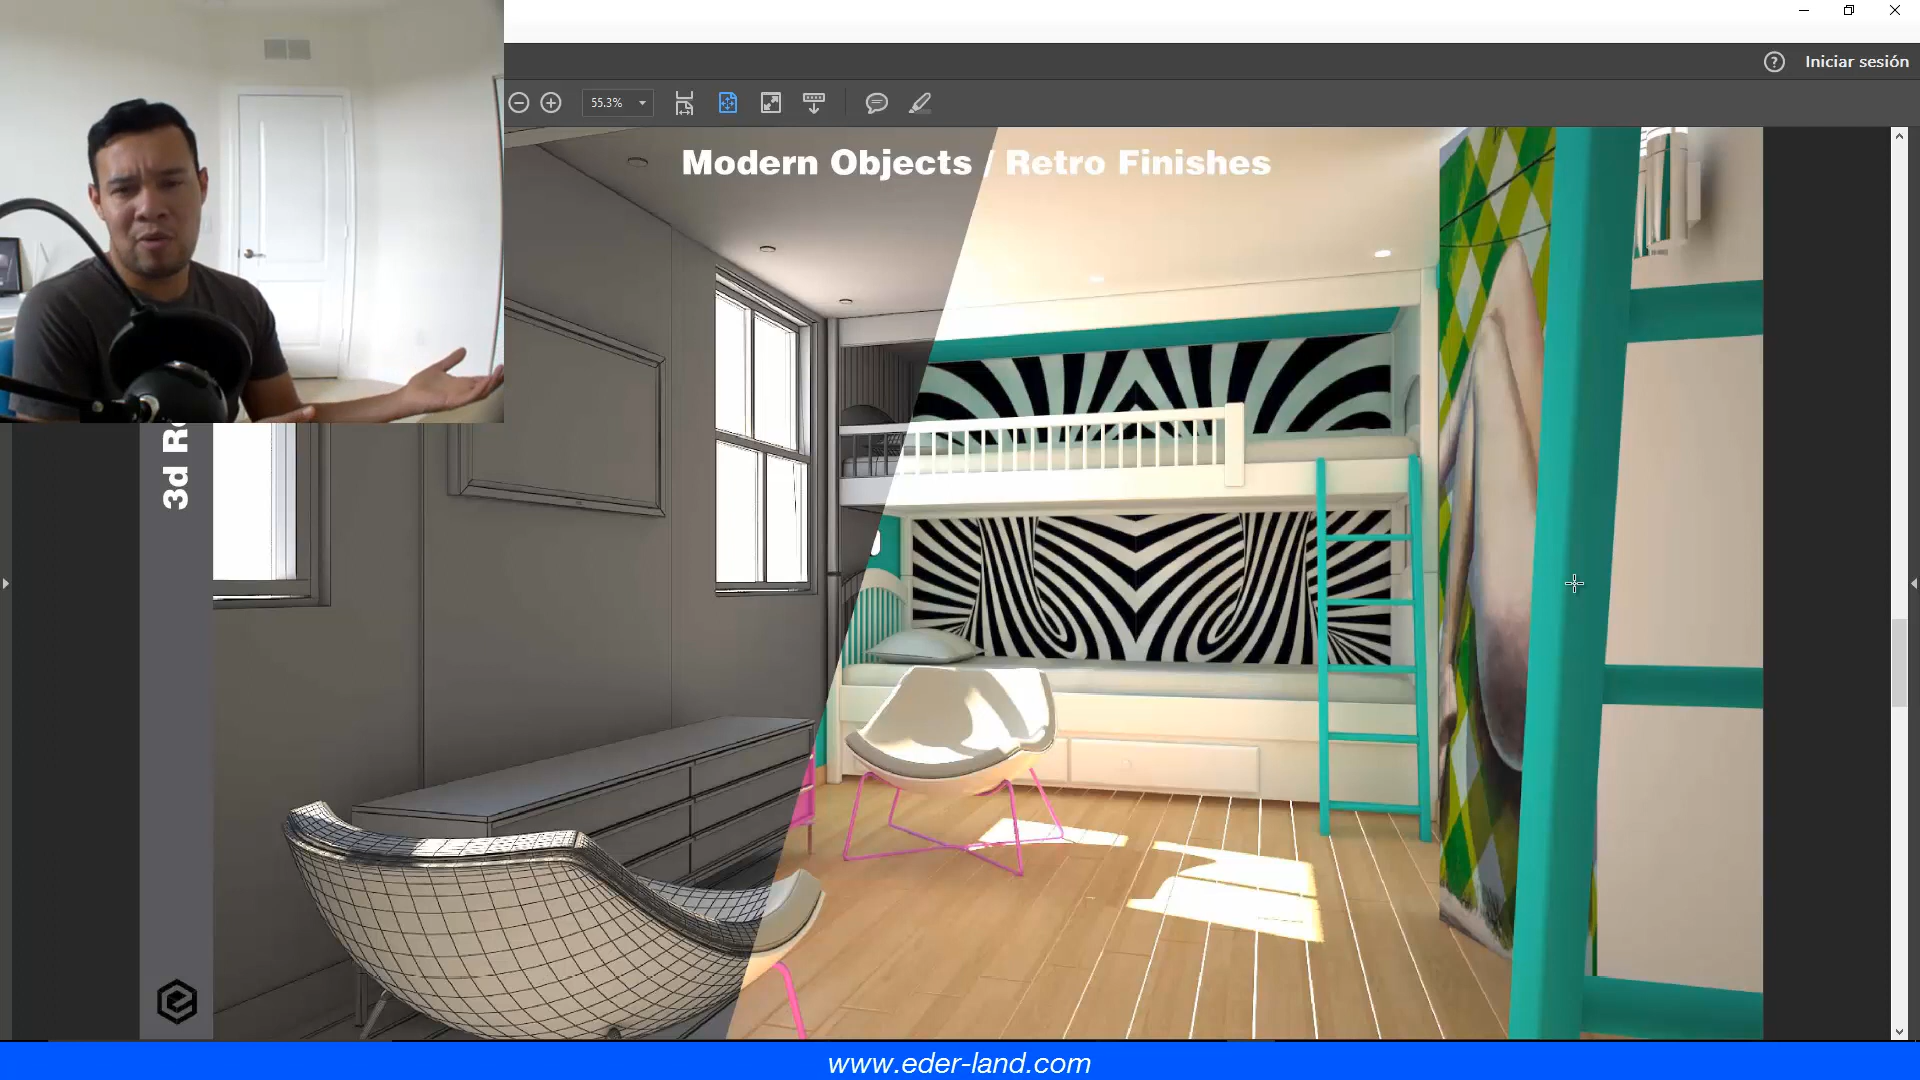 Iniciar sesión
55.3%
Modern Objects / Retro Finishes
3d R
www.eder-land.com